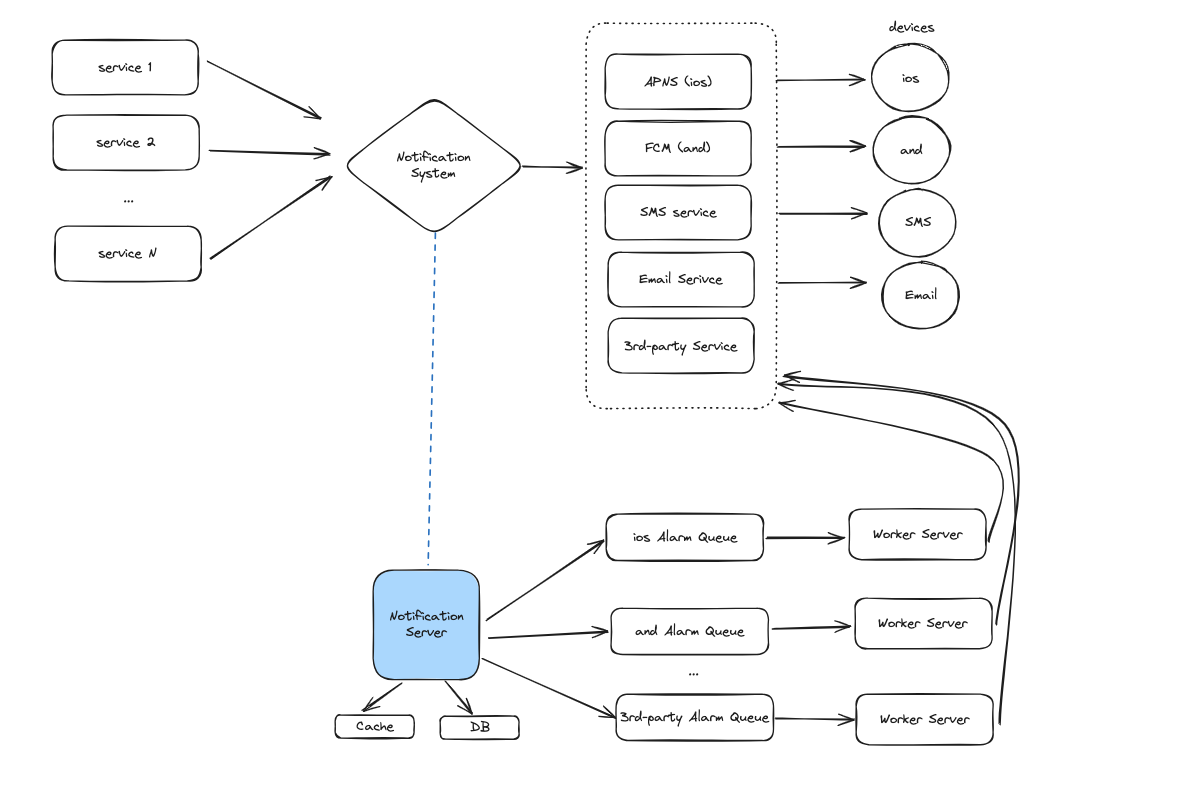 devices
service 1
service 2
...
service N
Notification
System
APNS (ios)
FCM (and)
SMS service
Email Serivce
3rd-party Service
ios
and
SMS
Email
Notification
Server
Cache
DB
ios Alarm Queue
and Alarm Queue
...
3rd-party Alarm Queue
Worker Server
Worker Server
Worker Server